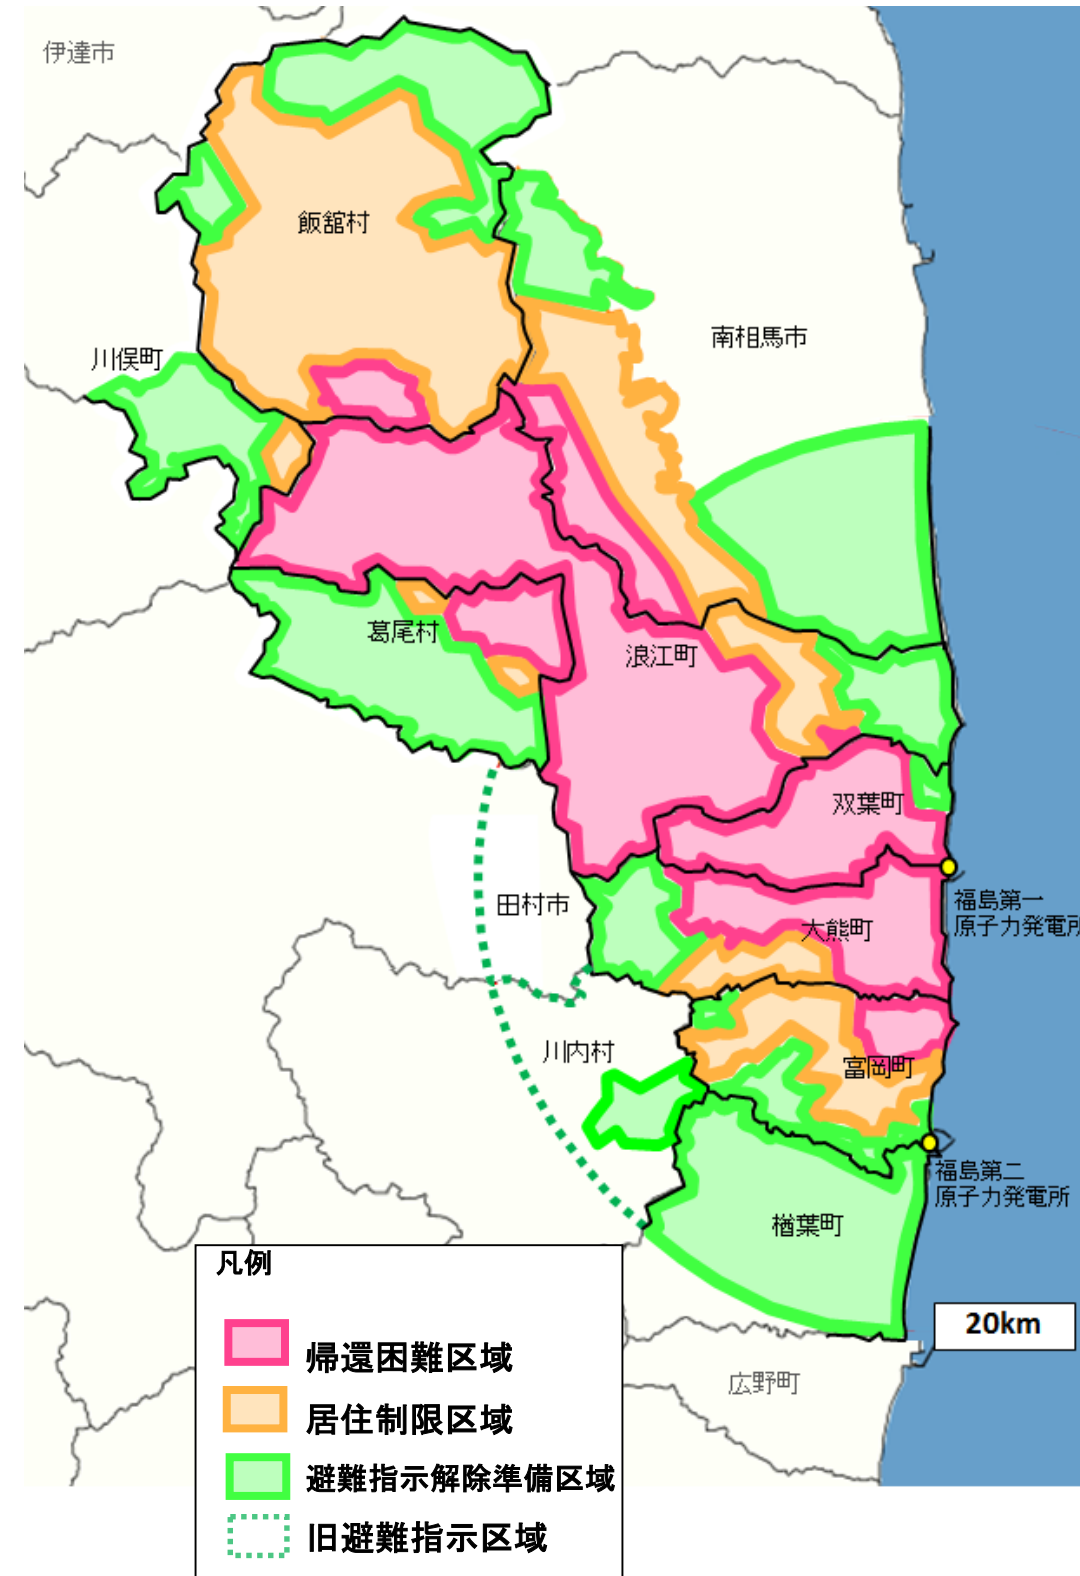 伊達市
飯舘村
川俣町
南相馬市
葛尾村
浪江町
双葉町
田村市
福島第一
原子力発電所
大熊町
川内村
富岡町
福島第二
原子力発電所
楢葉町
凡例
20km
帰還困難区域
広野町
居住制限区域
避難指示解除準備区域
旧避難指示区域